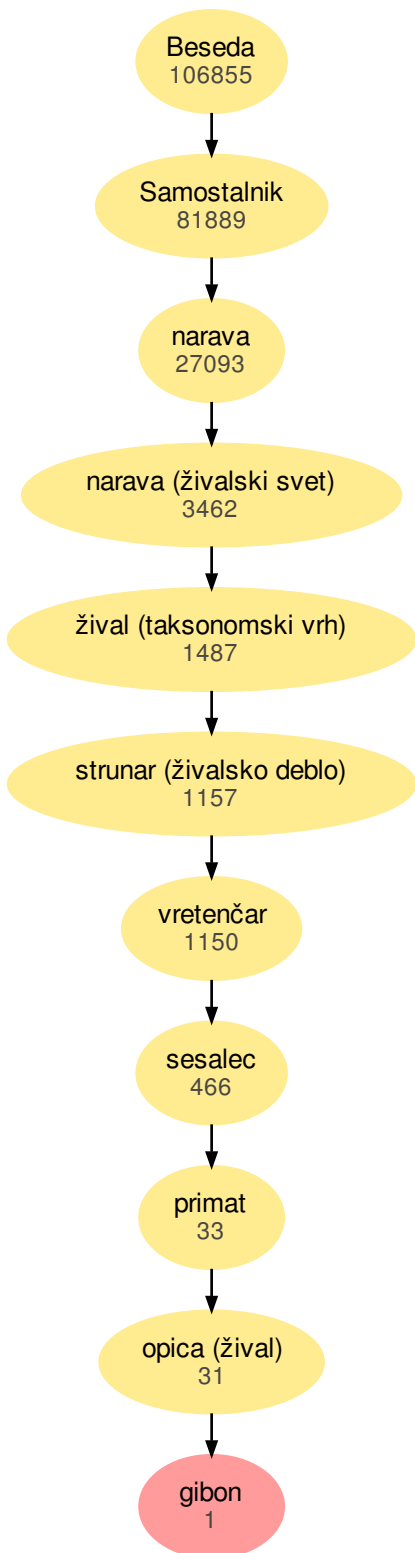 Beseda
106855
Samostalnik
81889
narava
27093
narava (živalski svet)
3462
žival (taksonomski vrh)
1487
strunar (živalsko deblo)
1157
vretenčar
1150
sesalec
466
primat
33
opica (žival)
31
gibon
1